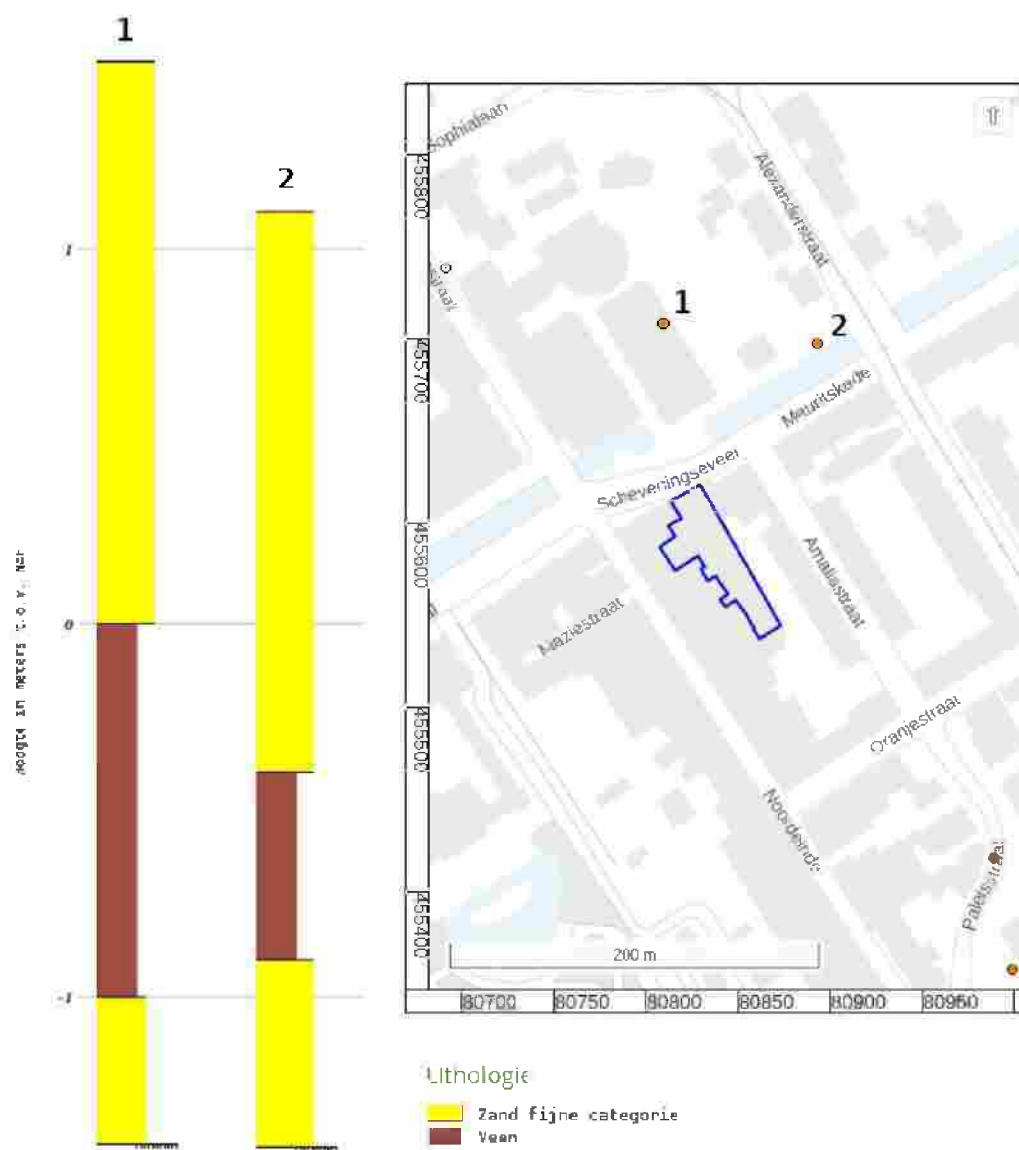 1
2
1
0
-1
Sophialaan
Alexanderstraat
straat
1
2
Mauritskade
Scheveningseveer
Amaliastraat
Maziestraat
Oranjestraat
Noordeinde
Paleisstraat
200 m
455800
455700
455600
455500
455400
80700
80750
80800
80850
80900
80950
Lithologie
Zand fijne categorie
Veen